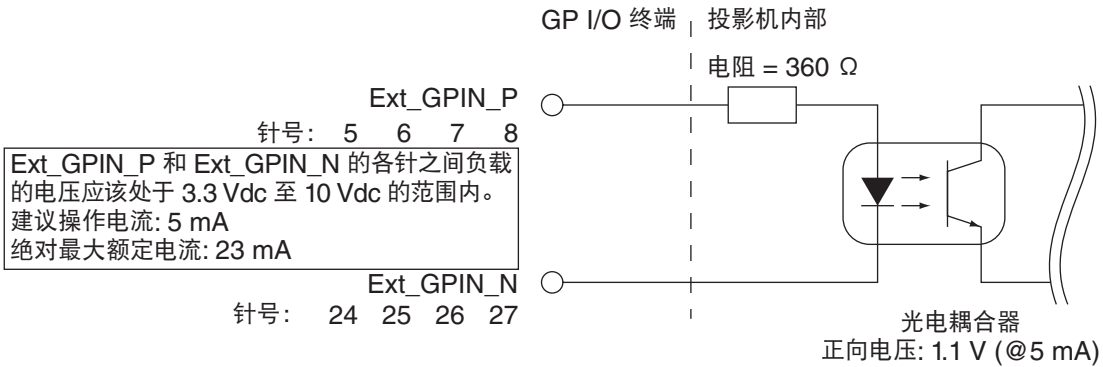 GP I/O 终端
投影机内部
电阻 = 360 Ω
Ext_GPIN_P
针号: 5 6 7 8
Ext_GPIN_P 和 Ext_GPIN_N 的各针之间负载
的电压应该处于 3.3 Vdc 至 10 Vdc 的范围内。
建议操作电流: 5 mA
绝对最大额定电流: 23 mA
Ext_GPIN_N
针号: 24 25 26 27
光电耦合器
正向电压: 1.1 V (@5 mA)